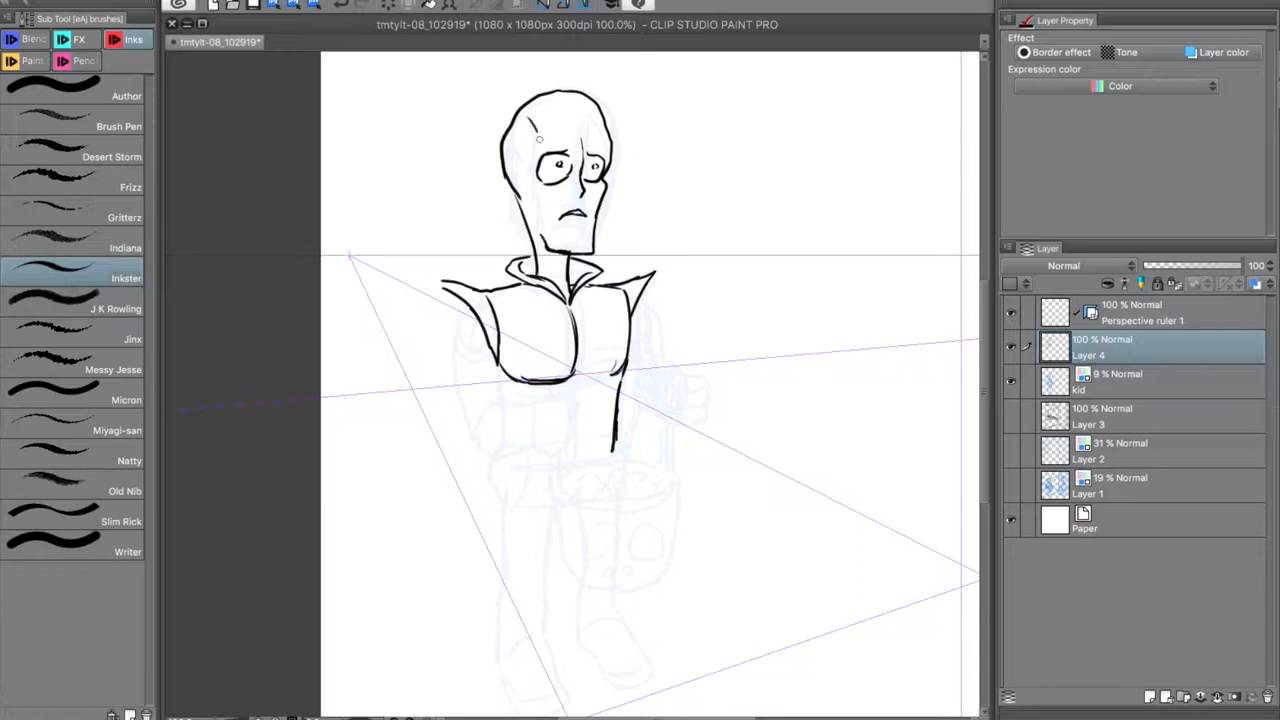 Sub Tool [eAj brushes]
Blend
FX
Inks
Paint
Penc
Author
Brush Pen
Desert Storm
Frizz
Gritterz
Indiana
Inkster
J K Rowling
Jinx
Messy Jesse
Micron
Miyagi-san
Natty
Old Nib
Slim Rick
Writer
tmtylt-08_102919* (1080 x 1080px 300dpi 100.0%) - CLIP STUDIO PAINT PRO
tmtylt-08_102919*
Layer Property
Effect
Border effect
Tone
Layer color
Expression color
Color
Layer
Normal
100
100 % Normal
Perspective ruler 1
100 % Normal
Layer 4
9 % Normal
kid
100 % Normal
Layer 3
31 % Normal
Layer 2
19 % Normal
Layer 1
Paper